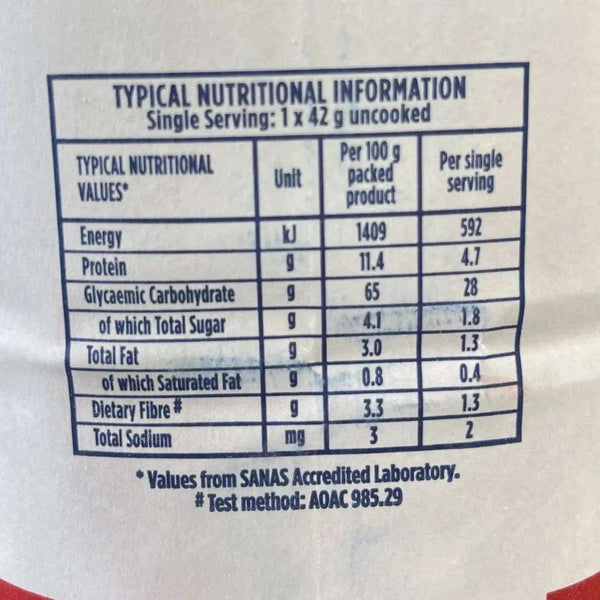 TYPICAL NUTRITIONAL INFORMATION
Single Serving: 1 x 42 g uncooked
TYPICAL NUTRITIONAL VALUES* Unit Per 100 g packed product Per single serving
Energy kJ 1409 592
Protein g 11.4 4.7
Glycaemic Carbohydrate g 65 28
of which Total Sugar g 4.1 1.8
Total Fat g 3.0 1.3
of which Saturated Fat g 0.8 0.4
Dietary Fibre # g 3.3 1.3
Total Sodium mg 3 2
* Values from SANAS Accredited Laboratory.
# Test method: AOAC 985.29